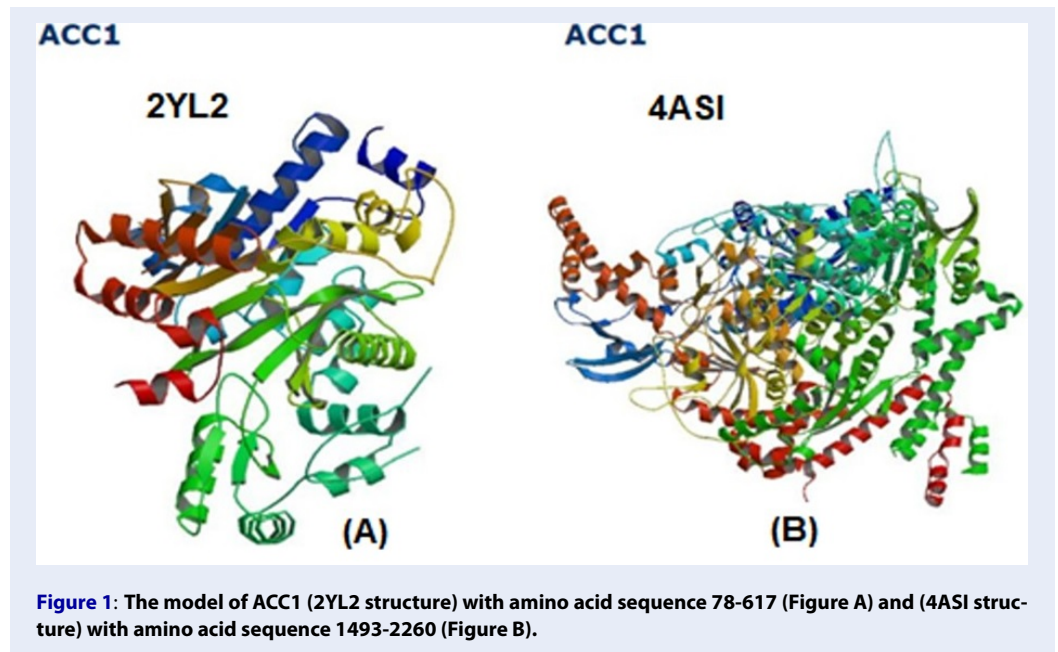 ACC1
2YL2
(A)
ACC1
4ASI
(B)
Figure 1: The model of ACC1 (2YL2 structure) with amino acid sequence 78-617 (Figure A) and (4ASI struc-
ture) with amino acid sequence 1493-2260 (Figure B).